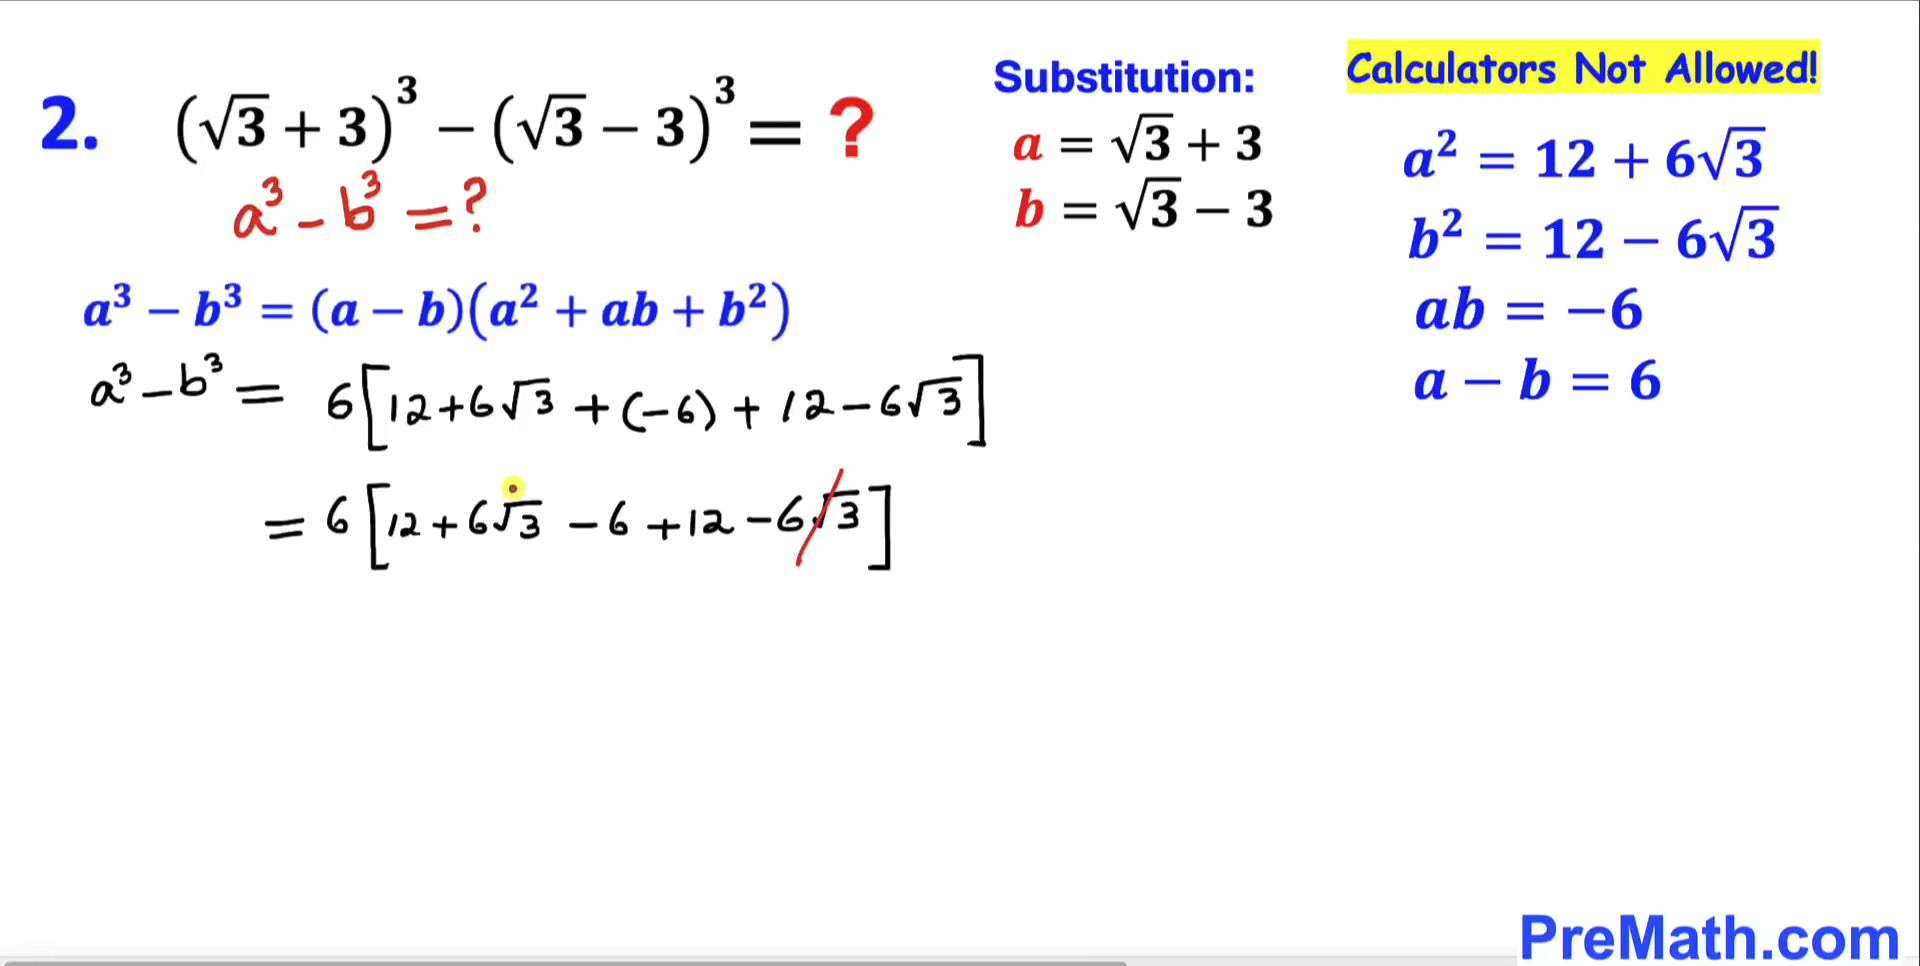 2. (√3 + 3)³ − (√3 − 3)³ = ?
a³ − b³ = ?
a³ − b³ = (a − b)(a² + ab + b²)
a³ − b³ = 6[12 + 6√3 + (−6) + 12 − 6√3]
= 6[12 + 6√3 − 6 + 12 − 6√3]
Substitution:
a = √3 + 3
b = √3 − 3
Calculators Not Allowed!
a² = 12 + 6√3
b² = 12 − 6√3
ab = −6
a − b = 6
PreMath.com